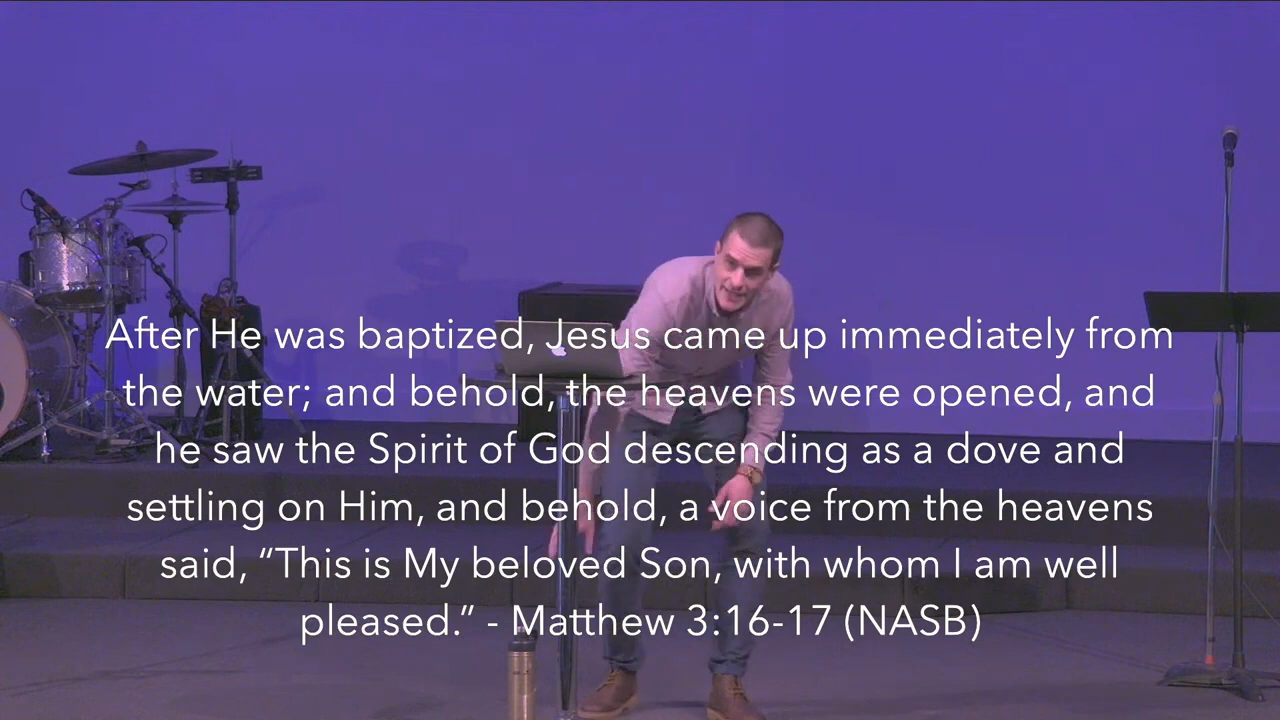 After He was baptized, Jesus came up immediately from
the water; and behold, the heavens were opened, and
he saw the Spirit of God descending as a dove and
settling on Him, and behold, a voice from the heavens
said, “This is My beloved Son, with whom I am well
pleased.” - Matthew 3:16-17 (NASB)